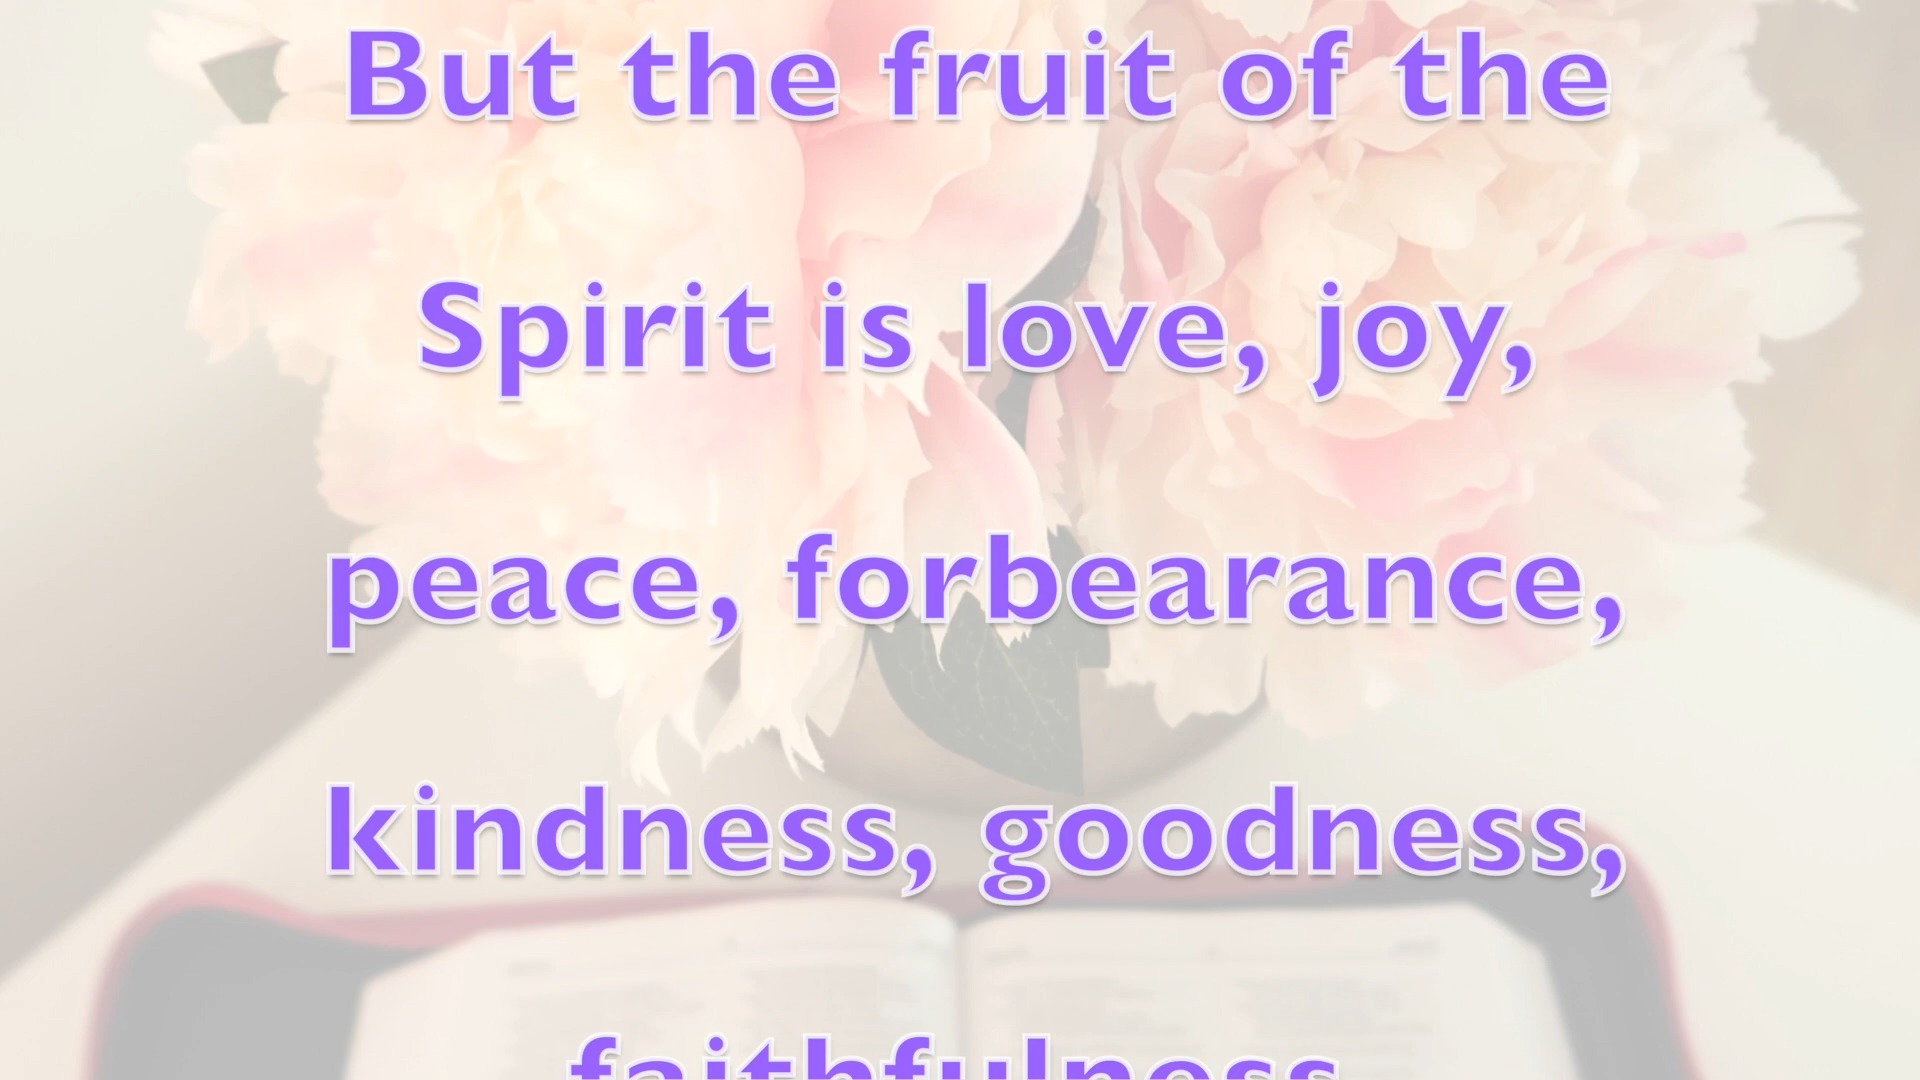 But the fruit of the
Spirit is love, joy,
peace, forbearance,
kindness, goodness,
faithfulness